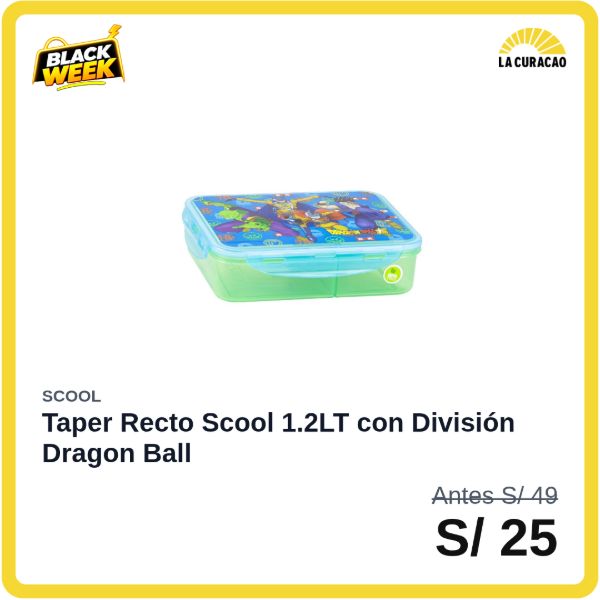 BLACK
WEEK
LA CURACAO
SCOOL
Taper Recto Scool 1.2LT con División
Dragon Ball
Antes S/ 49
S/ 25